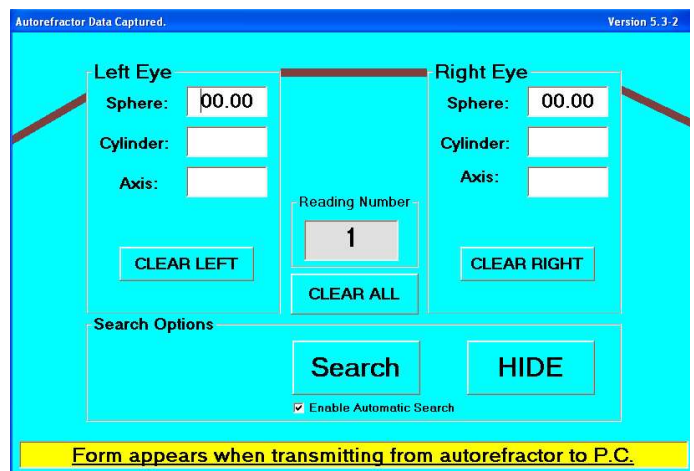 Autorefractor Data Captured. Version 5.3-2
Left Eye
Sphere: 00.00
Cylinder:
Axis:
CLEAR LEFT
Reading Number
1
CLEAR ALL
Right Eye
Sphere: 00.00
Cylinder:
Axis:
CLEAR RIGHT
Search Options
Search HIDE
Enable Automatic Search
Form appears when transmitting from autorefractor to P.C.